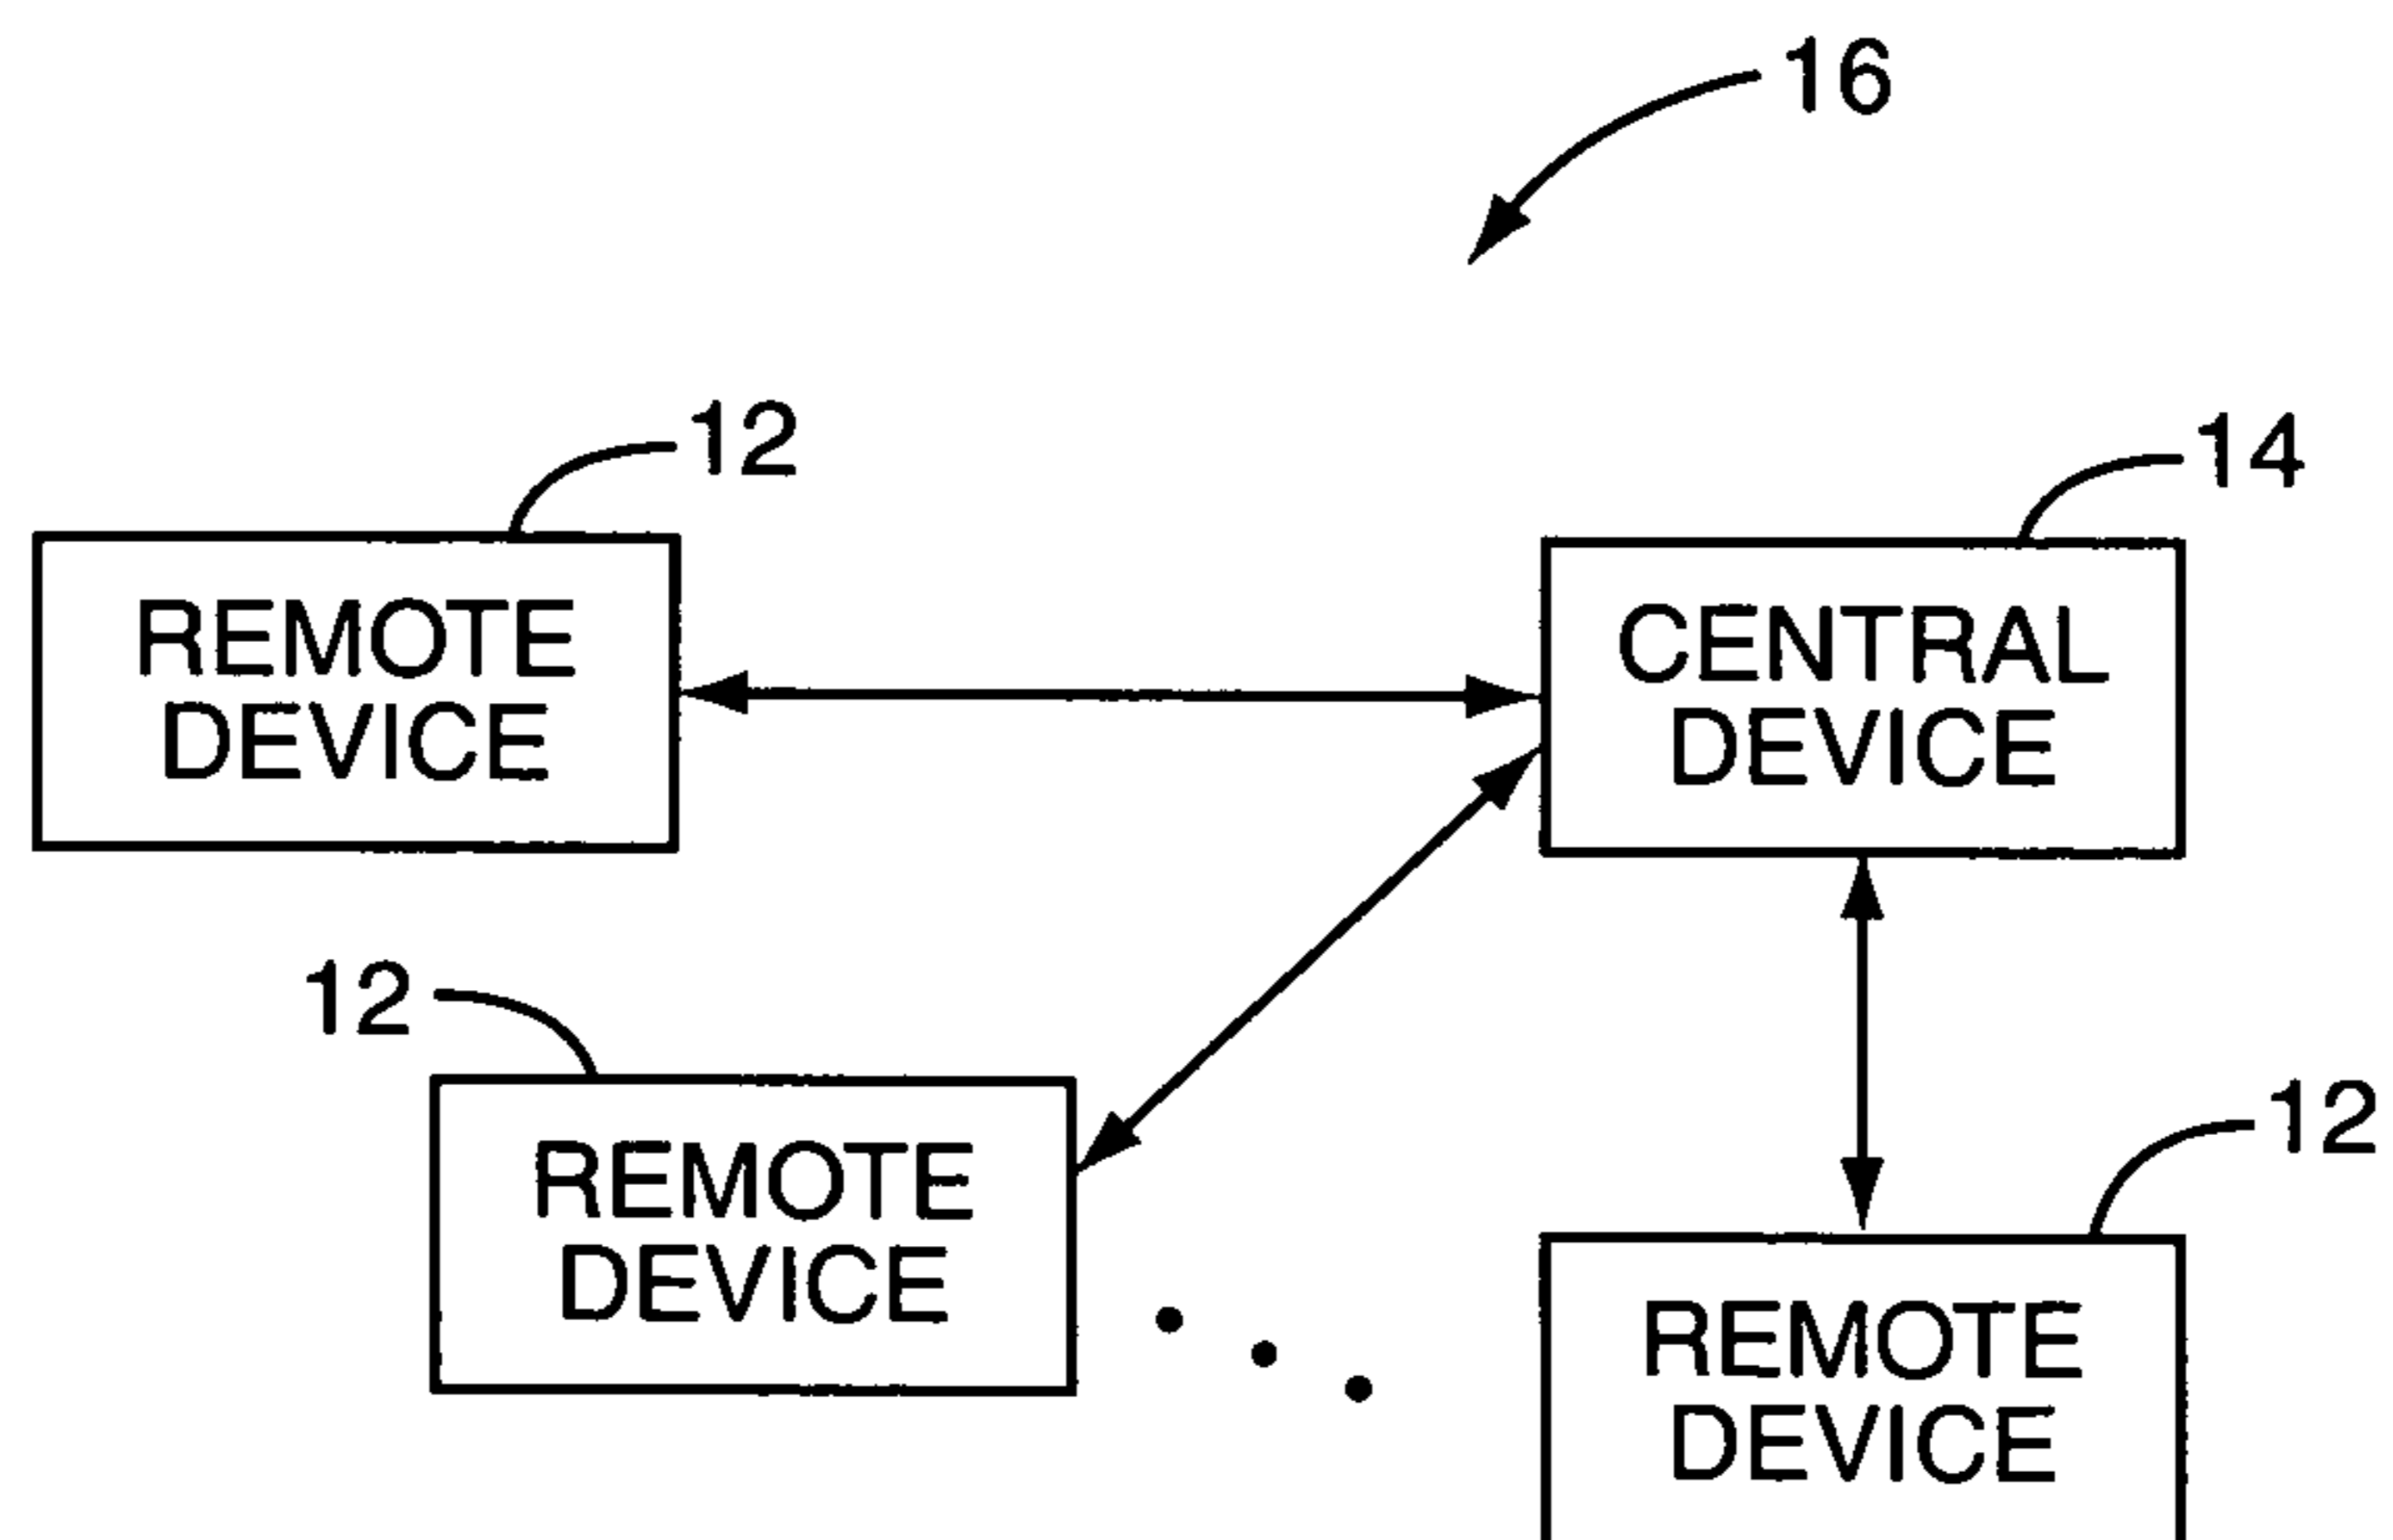 16
12
14
REMOTE
DEVICE
CENTRAL
DEVICE
12
12
REMOTE
DEVICE
REMOTE
DEVICE